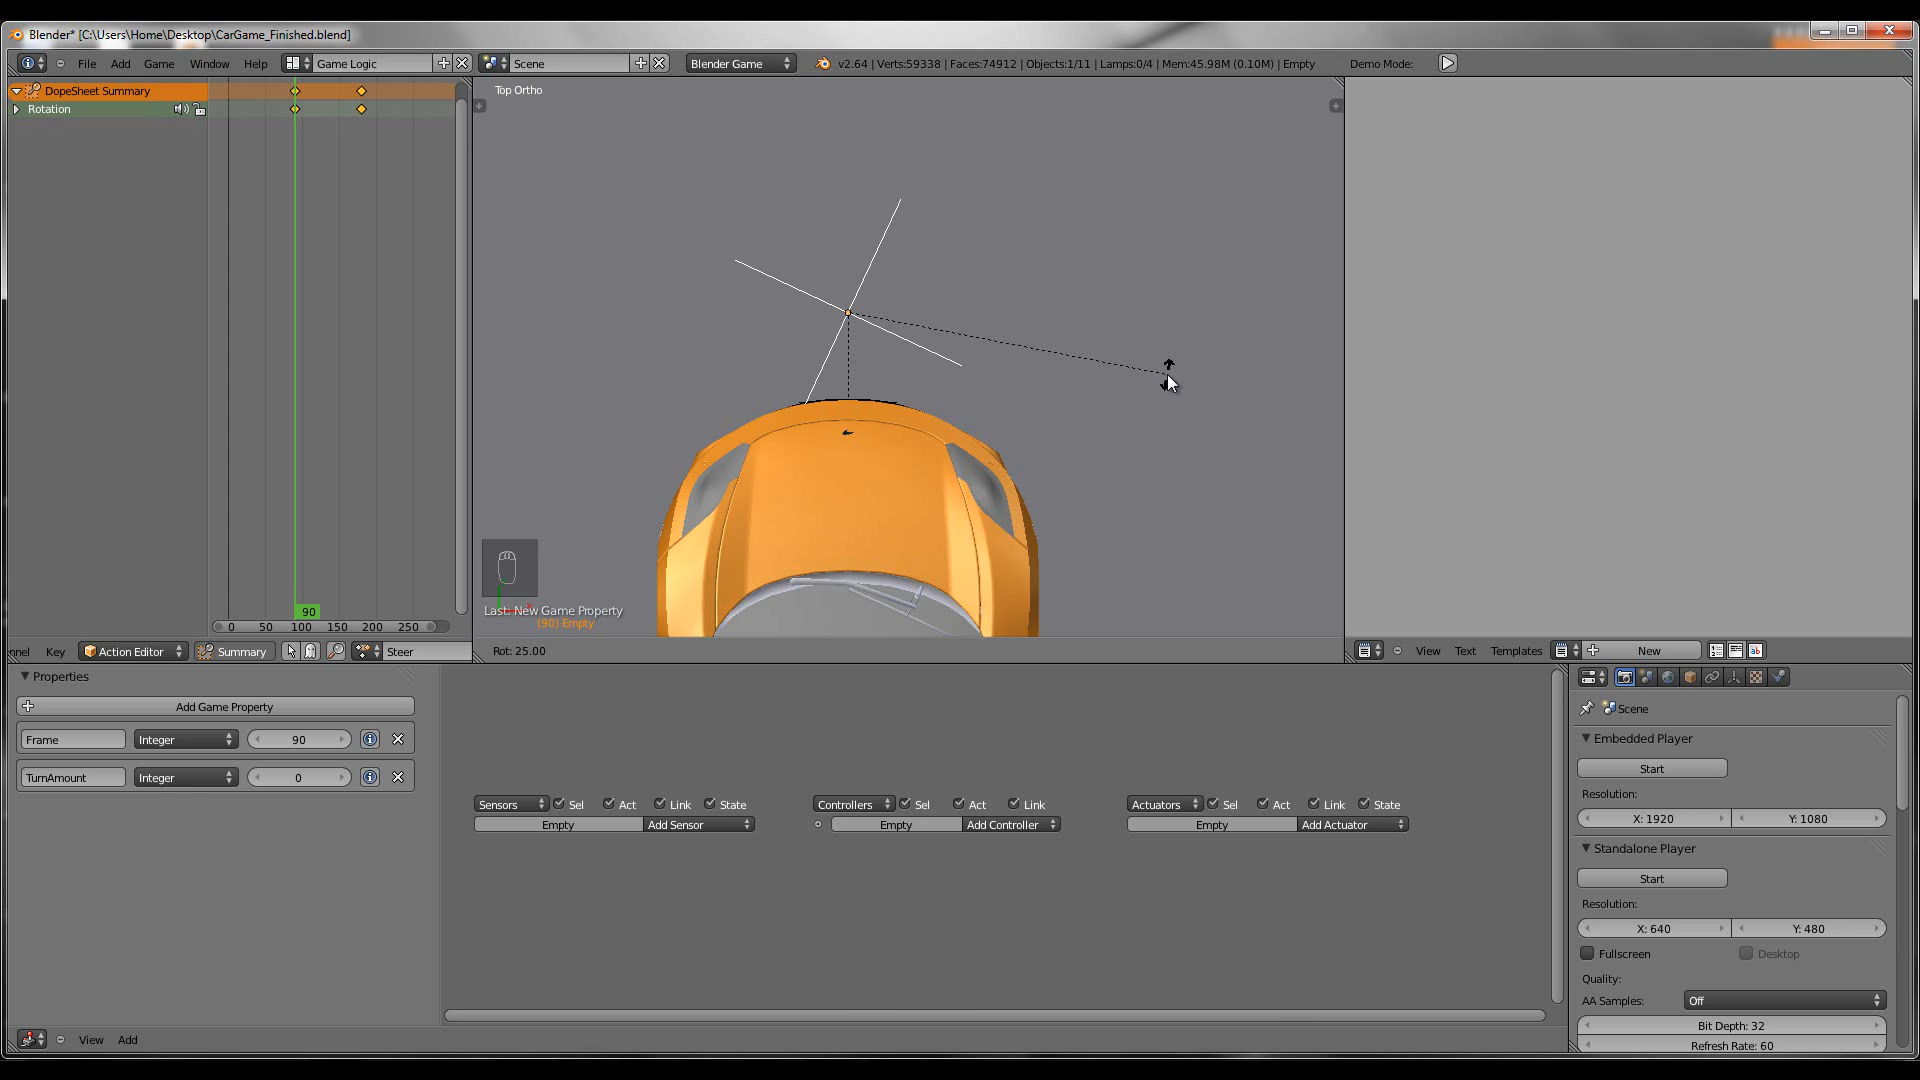 Blender* [C:\Users\Home\Desktop\CarGame_Finished.blend]
File Add Game Window Help Game Logic Scene Blender Game v2.64 | Verts:59338 | Faces:74912 | Objects:1/11 | Lamps:0/4 | Mem:45.98M (0.10M) | Empty Demo Mode:
DopeSheet Summary
Rotation
Top Ortho
Last: New Game Property
(90) Empty
90
0 50 100 150 200 250
Key Action Editor Summary Steer
Rot: 25.00
View Text Templates New
Properties
Add Game Property
Frame Integer 90
TurnAmount Integer 0
Sensors Sel Act Link State
Empty Add Sensor
Controllers Sel Act Link
Empty Add Controller
Actuators Sel Act Link State
Empty Add Actuator
Scene
Embedded Player
Start
Resolution:
X: 1920 Y: 1080
Standalone Player
Start
Resolution:
X: 640 Y: 480
Fullscreen Desktop
Quality:
AA Samples: Off
Bit Depth: 32
Refresh Rate: 60
View Add